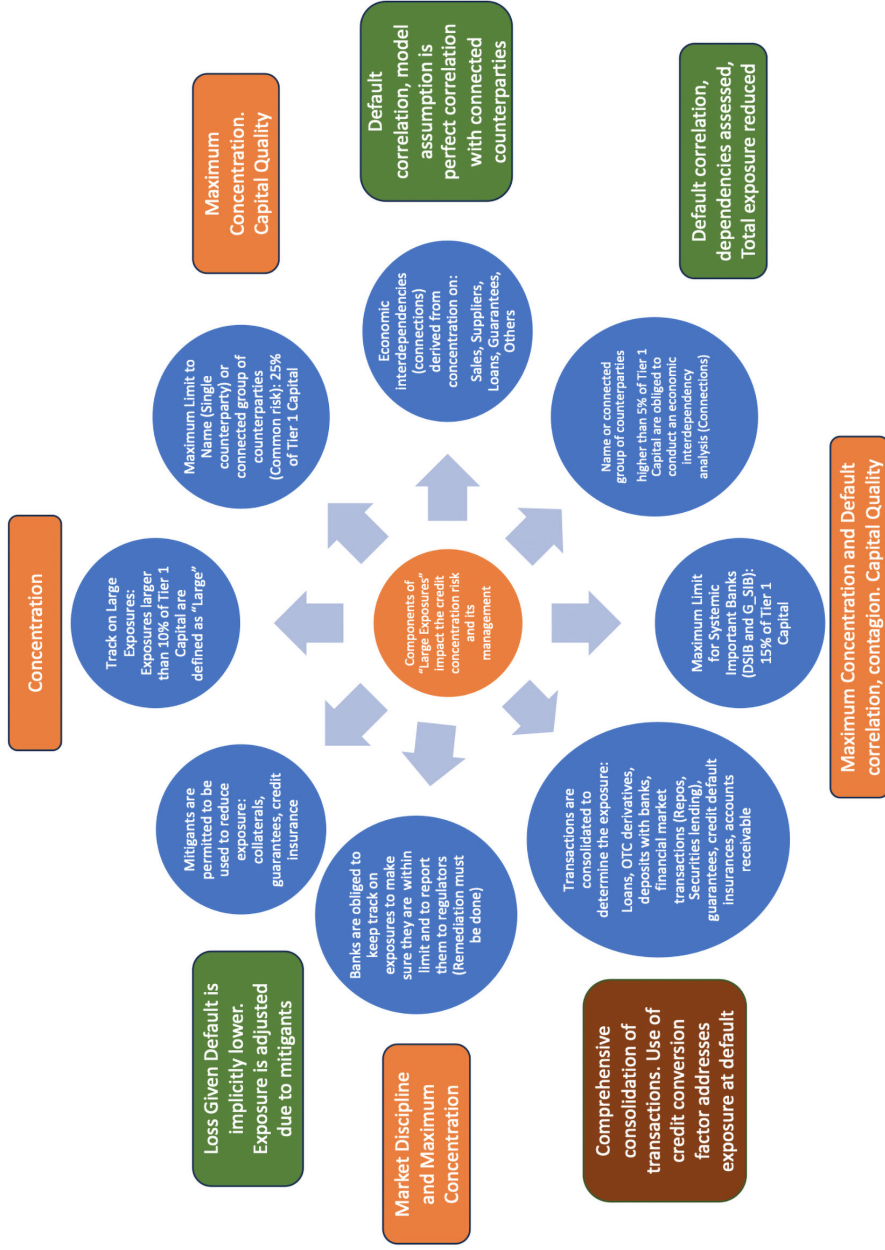 Concentration
Track on Large
Exposures:
Exposures larger
than 10% of Tier 1
Capital are
defined as “Large”
Maximum
Concentration.
Capital Quality
Maximum Limit to
Name (Single
counterparty) or
connected group of
counterparties
(Common risk): 25%
of Tier 1 Capital
Default
correlation, model
assumption is
perfect correlation
with connected
counterparties
Economic
interdependencies
(connections)
derived from
concentration on:
Sales, Suppliers,
Loans, Guarantees,
Others
Default correlation,
dependencies assessed,
Total exposure reduced
Name or connected
group of counterparties
higher than 5% of Tier 1
Capital are obliged to
conduct an economic
interdependency
analysis (Connections)
Maximum Limit
for Systemic
Important Banks
(DSIB and G_SIB):
15% of Tier 1
Capital
Maximum Concentration and Default
correlation, contagion. Capital Quality
Transactions are
consolidated to
determine the exposure:
Loans, OTC derivatives,
deposits with banks,
financial market
transactions (Repos,
Securities lending),
guarantees, credit default
insurances, accounts
receivable
Comprehensive
consolidation of
transactions. Use of
credit conversion
factor addresses
exposure at default
Banks are obliged to
keep track on
exposures to make
sure they are within
limit and to report
them to regulators
(Remediation must
be done)
Market Discipline
and Maximum
Concentration
Mitigants are
permitted to be
used to reduce
exposure:
collaterals,
guarantees, credit
insurance
Loss Given Default is
implicitly lower.
Exposure is adjusted
due to mitigants
Components of
“Large Exposures”
impact the credit
concentration risk
and Its
management